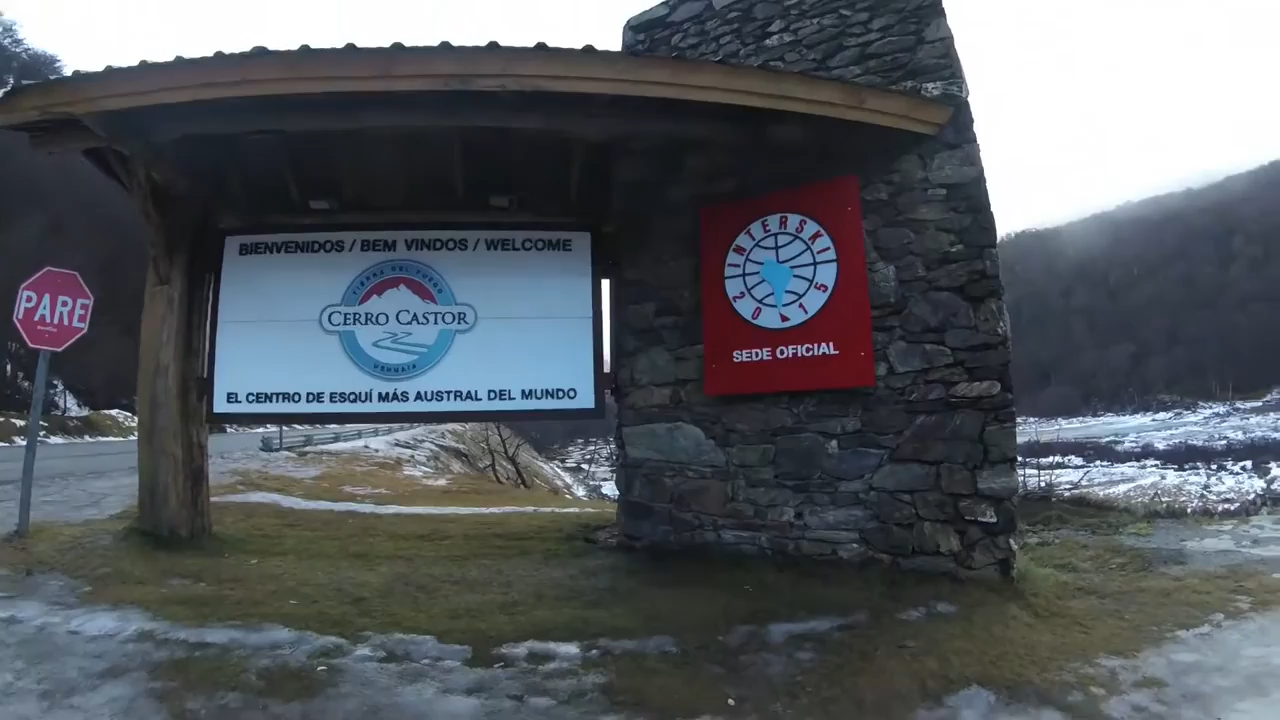 PARE
BIENVENIDOS / BEM VINDOS / WELCOME
TIERRA DEL FUEGO
CERRO CASTOR
USHUAIA
EL CENTRO DE ESQUÍ MÁS AUSTRAL DEL MUNDO
INTERSKI
2015
SEDE OFICIAL